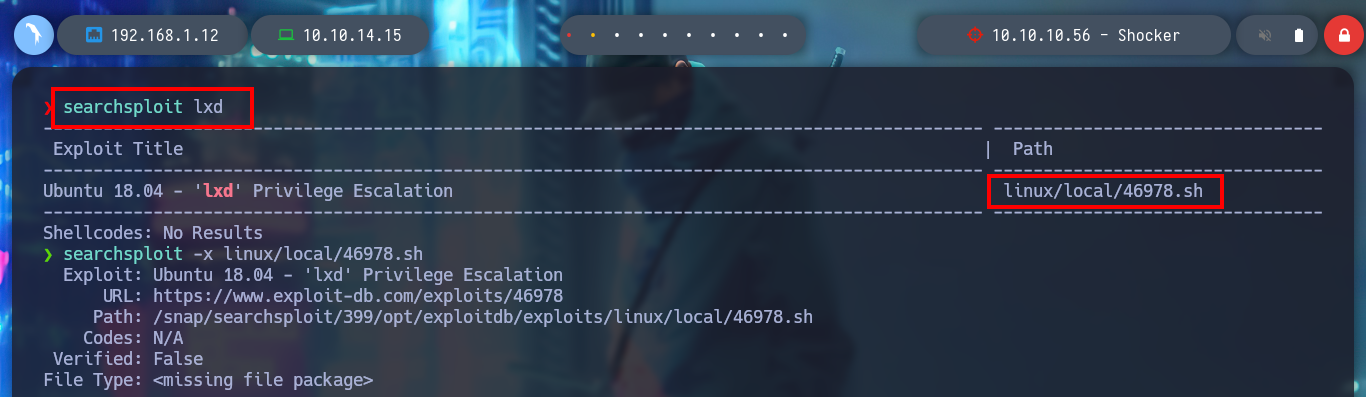 192.168.1.12 10.10.14.15 10.10.10.56 - Shocker
❯ searchsploit lxd
Exploit Title | Path
Ubuntu 18.04 - 'lxd' Privilege Escalation linux/local/46978.sh
Shellcodes: No Results
❯ searchsploit -x linux/local/46978.sh
Exploit: Ubuntu 18.04 - 'lxd' Privilege Escalation
URL: https://www.exploit-db.com/exploits/46978
Path: /snap/searchsploit/399/opt/exploitdb/exploits/linux/local/46978.sh
Codes: N/A
Verified: False
File Type: <missing file package>